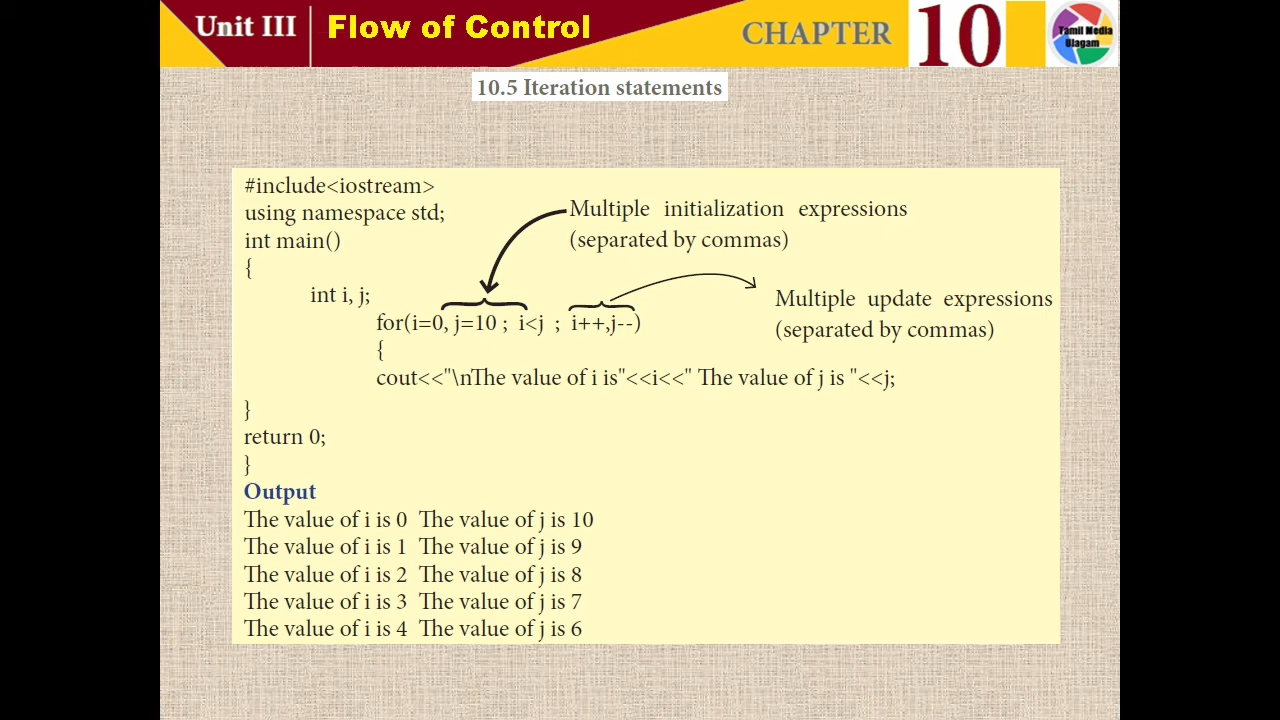 Unit III
Flow of Control
CHAPTER 10
Tamil Media
Ulagam
10.5 Iteration statements
#include<iostream>
using namespace std;
int main()
{
int i, j;
for(i=0, j=10 ; i<j ; i++,j--)
{
cout<<"\nThe value of i is"<<i<<" The value of j is "<<j;
}
return 0;
}
Multiple initialization expressions
(separated by commas)
Multiple update expressions
(separated by commas)
Output
The value of i is 0 The value of j is 10
The value of i is 1 The value of j is 9
The value of i is 2 The value of j is 8
The value of i is 3 The value of j is 7
The value of i is 4 The value of j is 6